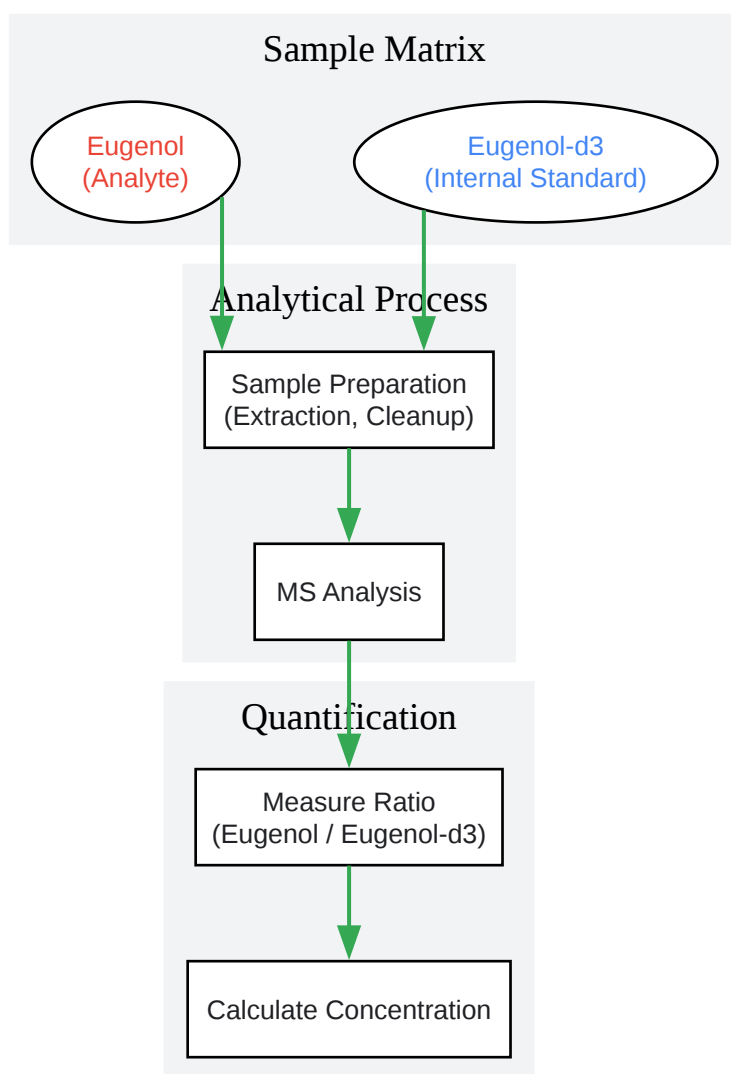 Sample Matrix
Eugenol
(Analyte)
Eugenol-d3
(Internal Standard)
Analytical Process
Sample Preparation
(Extraction, Cleanup)
MS Analysis
Quantification
Measure Ratio
(Eugenol / Eugenol-d3)
Calculate Concentration